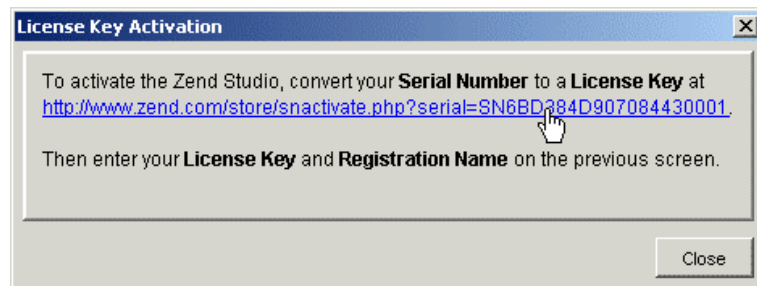 License Key Activation
To activate the Zend Studio, convert your Serial Number to a License Key at
http://www.zend.com/store/snactivate.php?serial=SN6BD384D907084430001.
Then enter your License Key and Registration Name on the previous screen.
Close